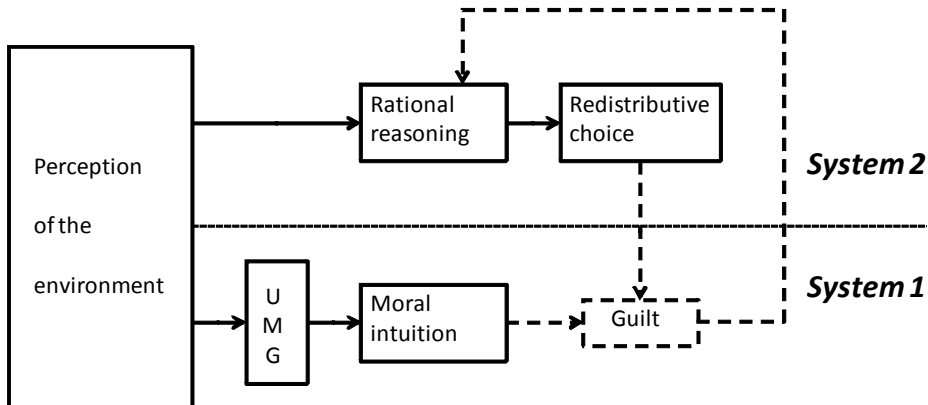 Rational
reasoning
Redistributive
choice
Perception
of the
environment
System 2
U
M
G
Moral
intuition
Guilt
System 1